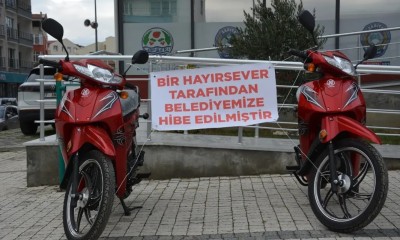 BİR HAYIRSEVER
TARAFINDAN
BELEDİYEMİZE
HİBE EDİLMİŞTİR